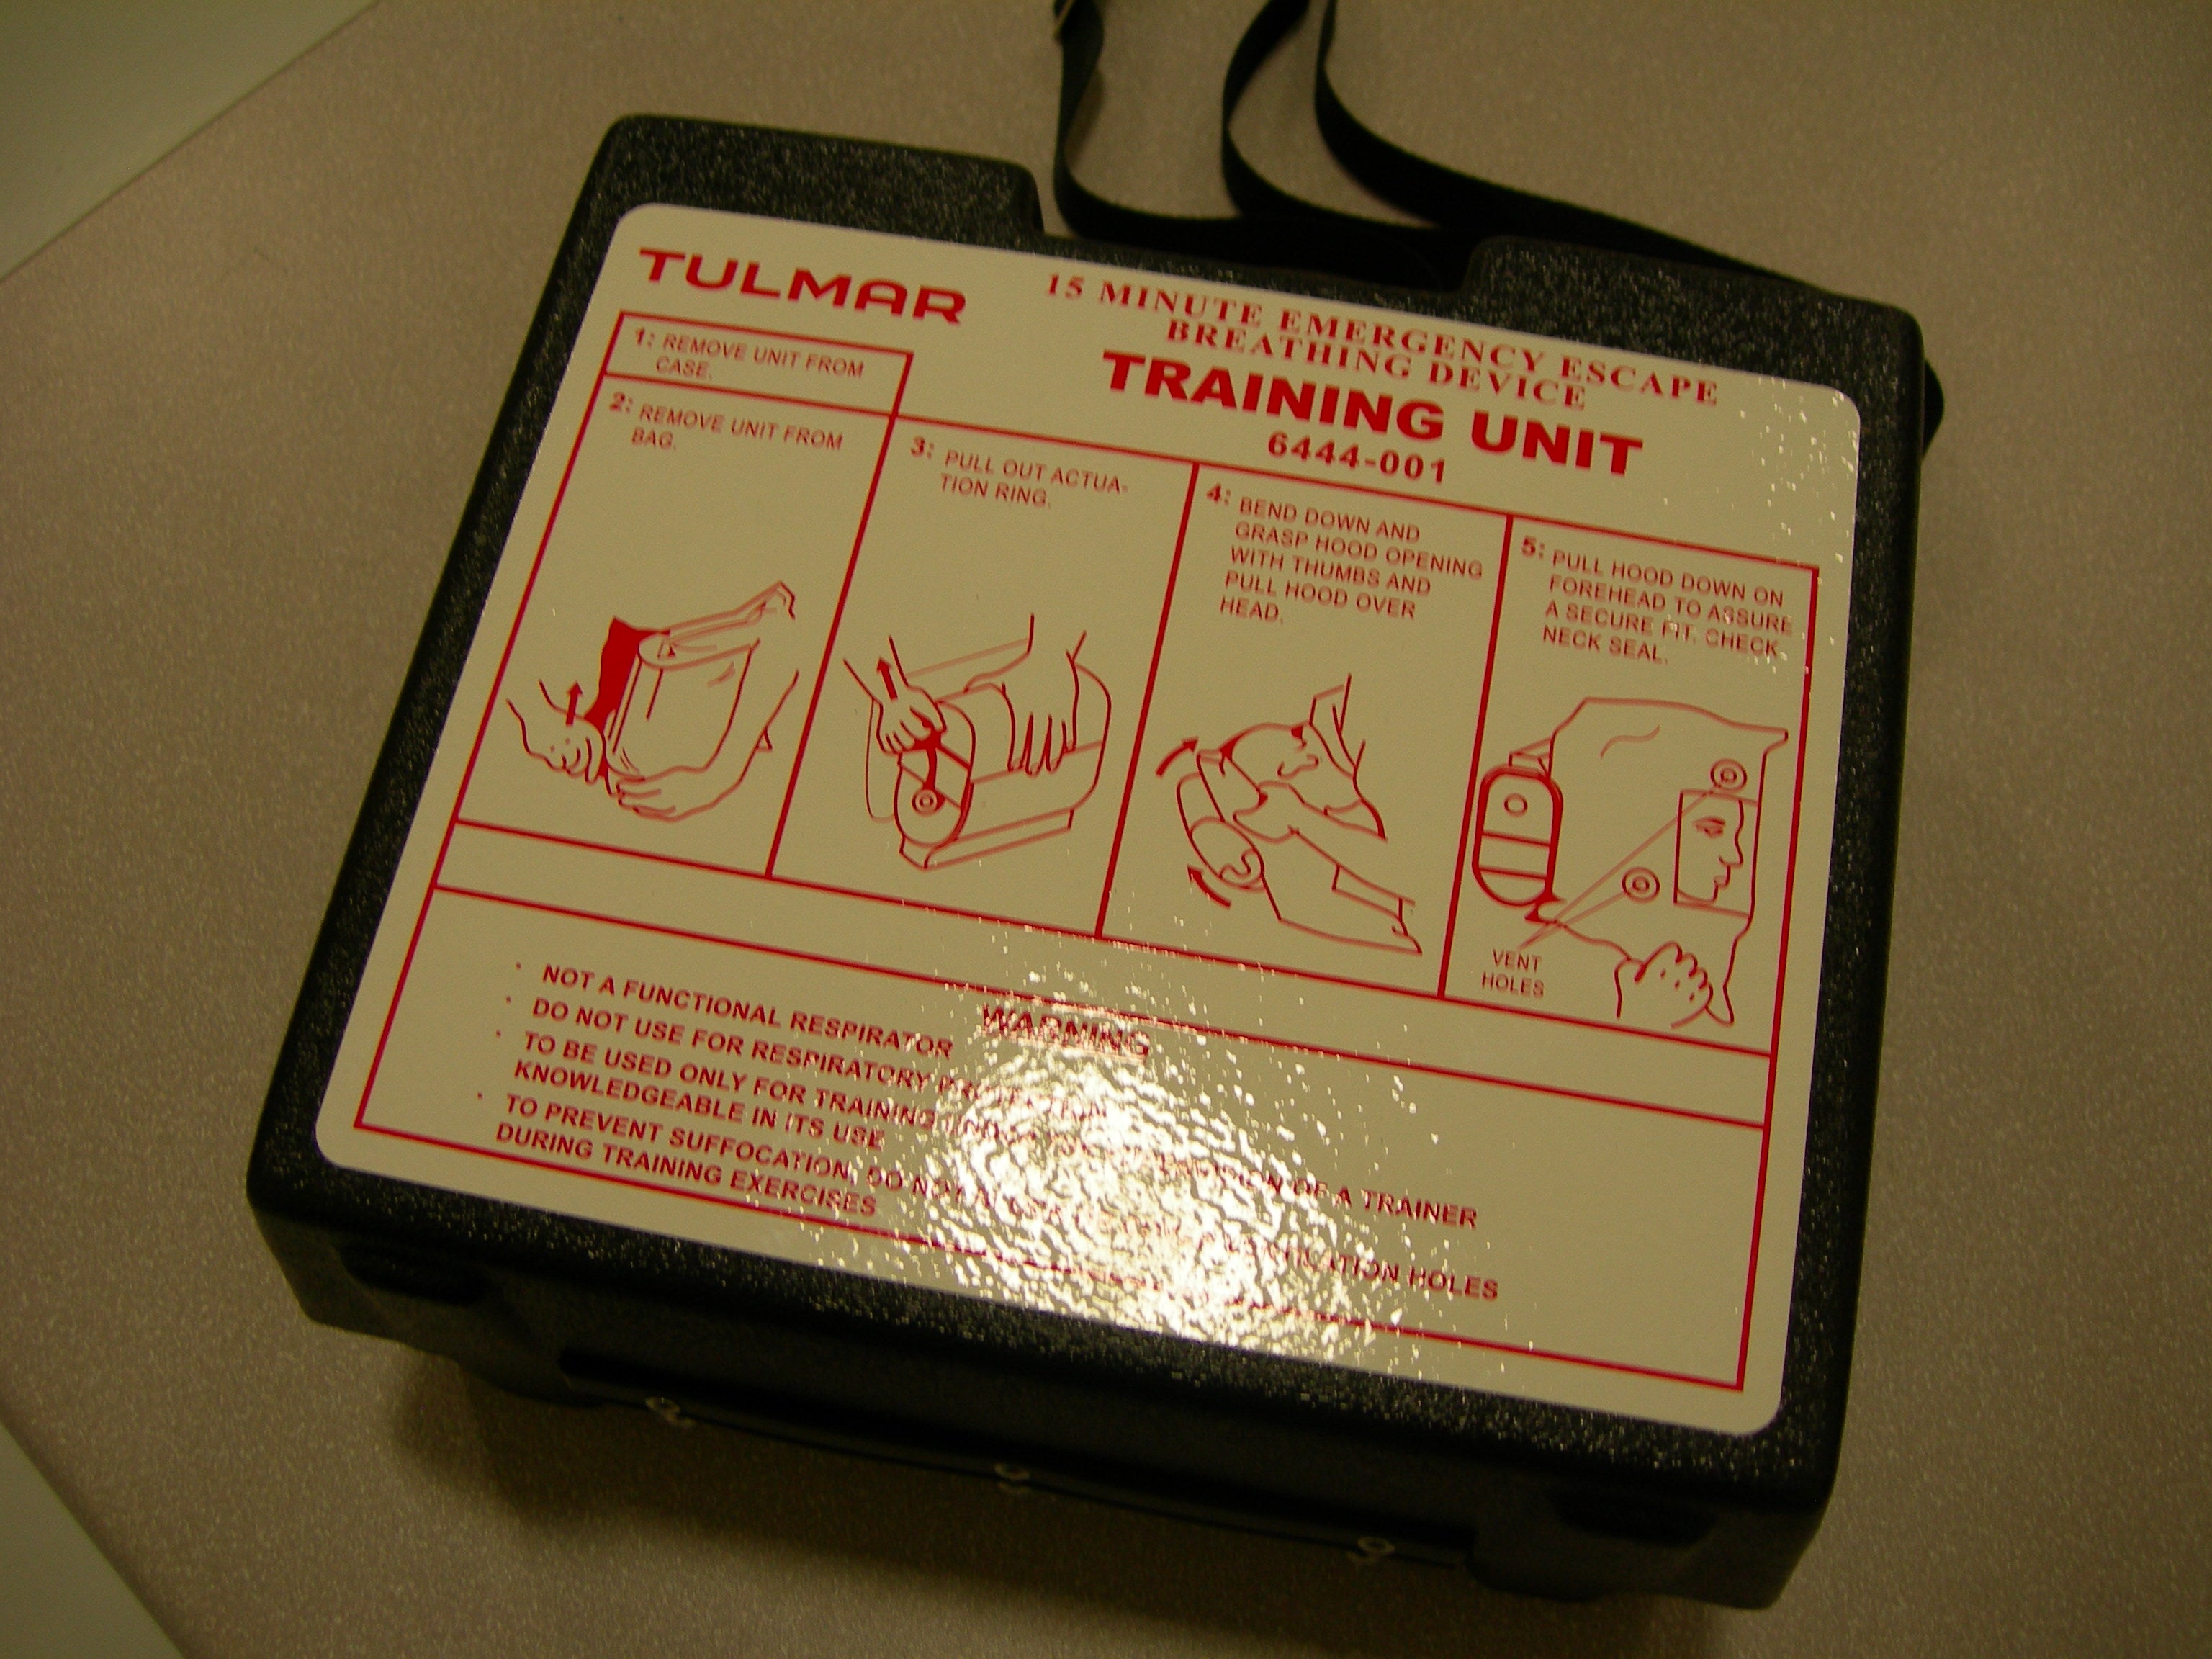 TULMAR
15 MINUTE EMERGENCY ESCAPE
BREATHING DEVICE
TRAINING UNIT
6444-001
1: REMOVE UNIT FROM
CASE.
2: REMOVE UNIT FROM
BAG.
3: PULL OUT ACTUA-
TION RING.
4: BEND DOWN AND
GRASP HOOD OPENING
WITH THUMBS AND
PULL HOOD OVER
HEAD.
5: PULL HOOD DOWN ON
FOREHEAD TO ASSURE
A SECURE FIT. CHECK
NECK SEAL.
VENT
HOLES
WARNING
· NOT A FUNCTIONAL RESPIRATOR
· DO NOT USE FOR RESPIRATORY PROTECTION
· TO BE USED ONLY FOR TRAINING OF A TRAINER
KNOWLEDGEABLE IN ITS USE
· TO PREVENT SUFFOCATION, DO NOT HOLES
DURING TRAINING EXERCISES